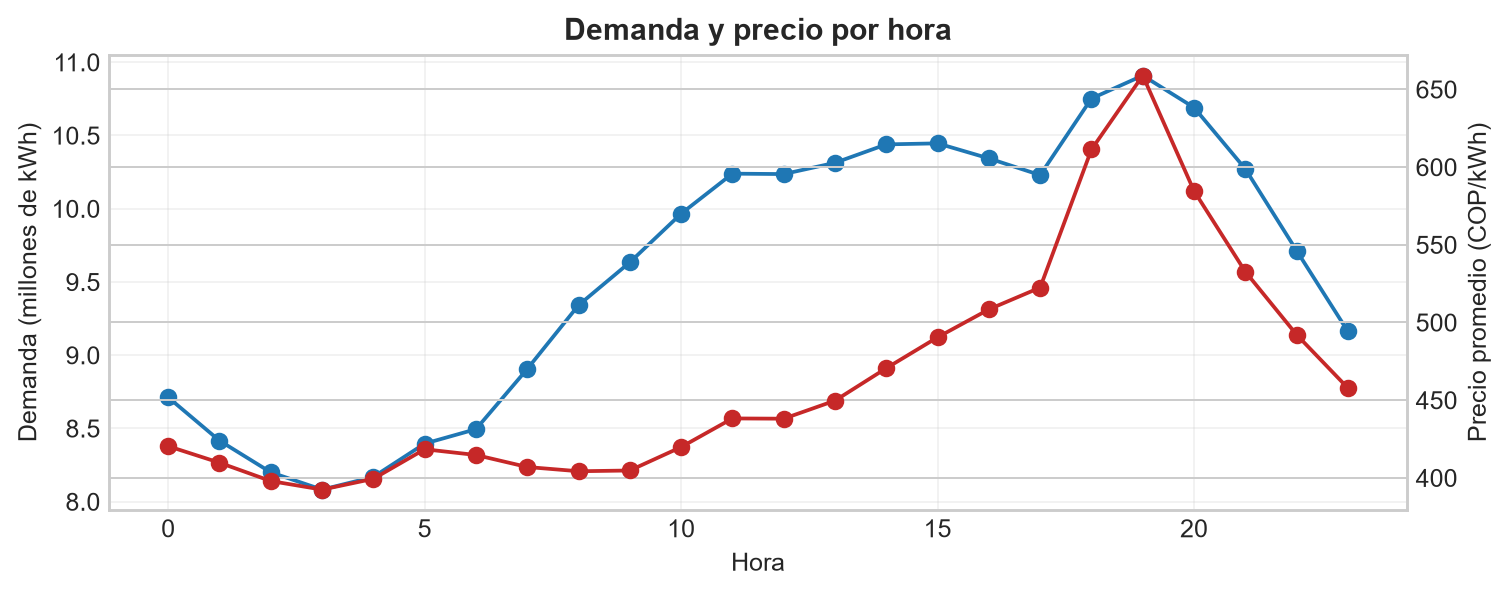 Demanda y precio por hora
Demanda (millones de kWh)
11.0
10.5
10.0
9.5
9.0
8.5
8.0
650
600
550
500
450
400
Precio promedio (COP/kWh)
0 5 10 15 20
Hora